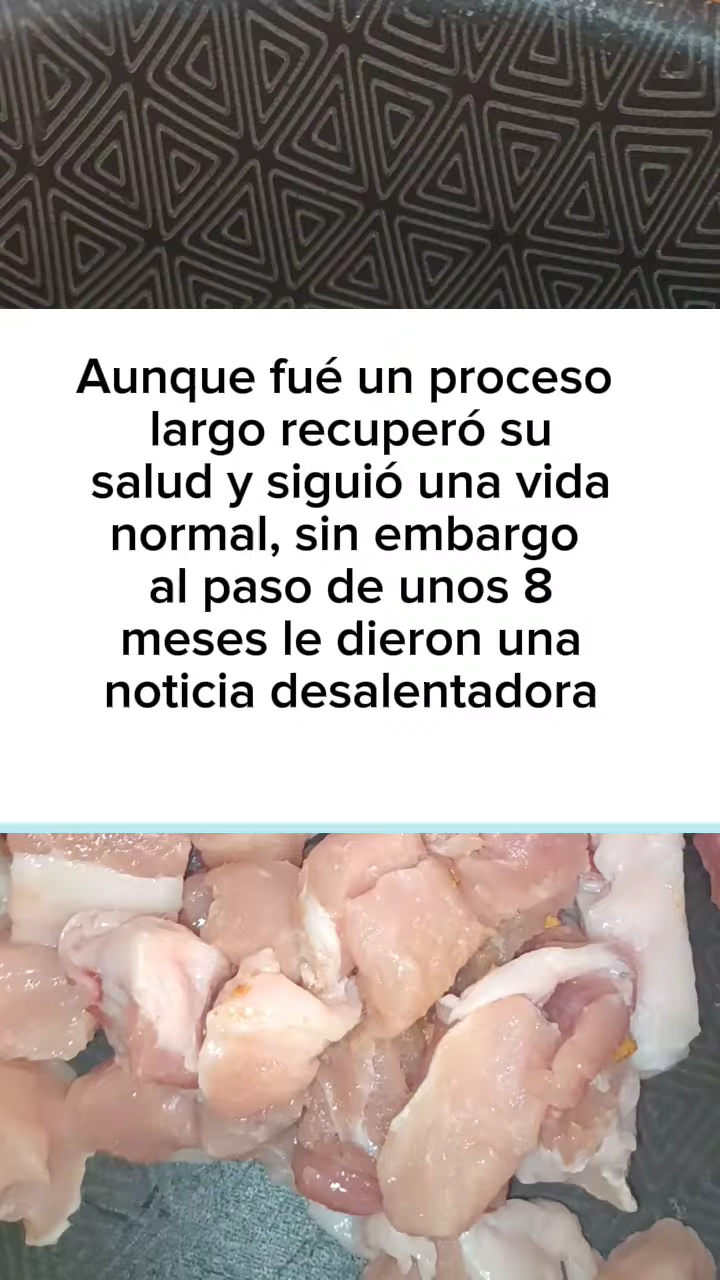 Aunque fué un proceso
largo recuperó su
salud y siguió una vida
normal, sin embargo
al paso de unos 8
meses le dieron una
noticia desalentadora